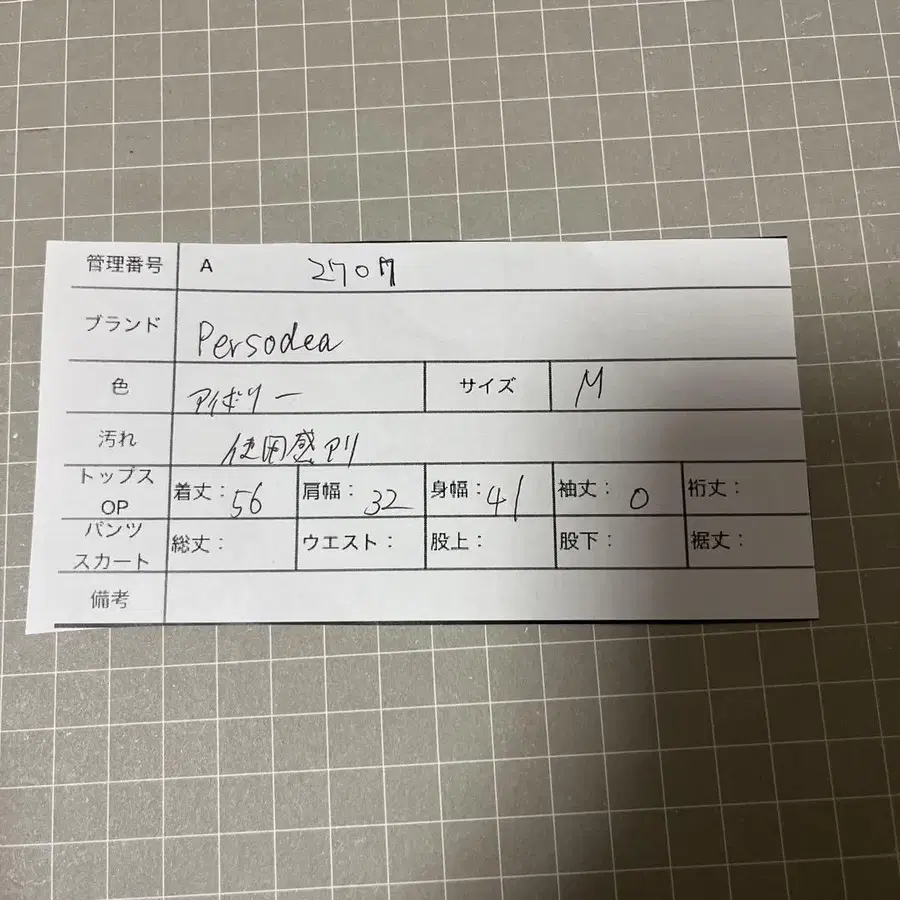 管理番号 A 2707
ブランド Persodea
色 アイボリー サイズ M
汚れ 使用感アリ
トップス OP 着丈: 56 肩幅: 32 身幅: 41 袖丈: 0 裄丈:
パンツ スカート 総丈: ウエスト: 股上: 股下: 裾丈:
備考